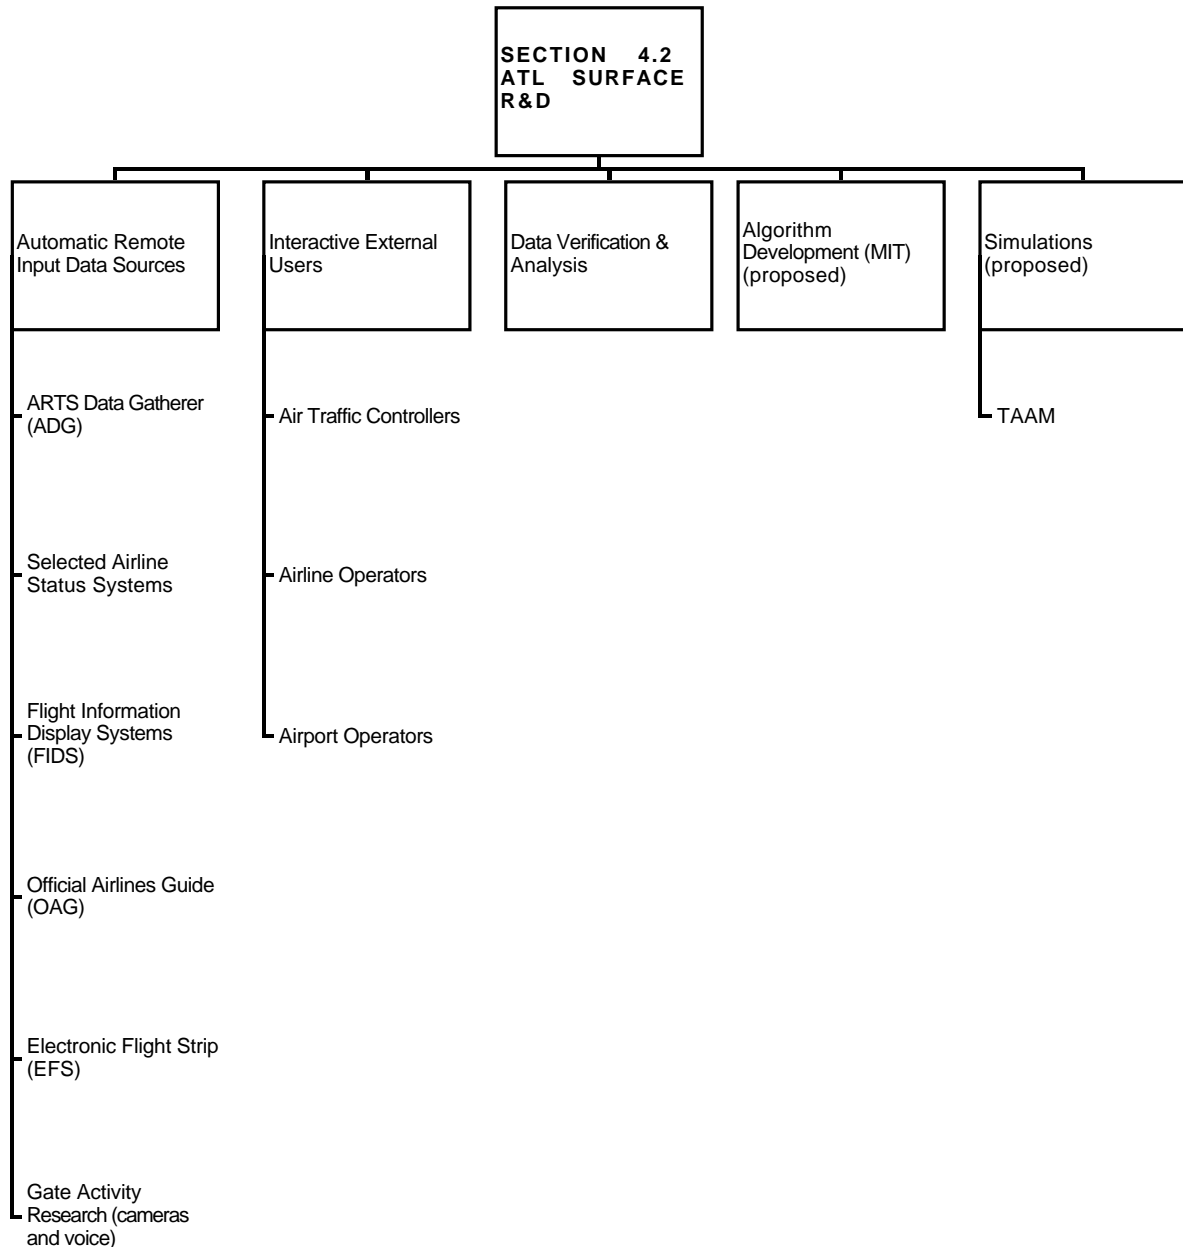 SECTION 4.2
ATL SURFACE
R&D
Automatic Remote
Input Data Sources
Interactive External
Users
Data Verification &
Analysis
Algorithm
Development (MIT)
(proposed)
Simulations
(proposed)
ARTS Data Gatherer
(ADG)
Selected Airline
Status Systems
Flight Information
Display Systems
(FIDS)
Official Airlines Guide
(OAG)
Electronic Flight Strip
(EFS)
Gate Activity
Research (cameras
and voice)
Air Traffic Controllers
Airline Operators
Airport Operators
TAAM